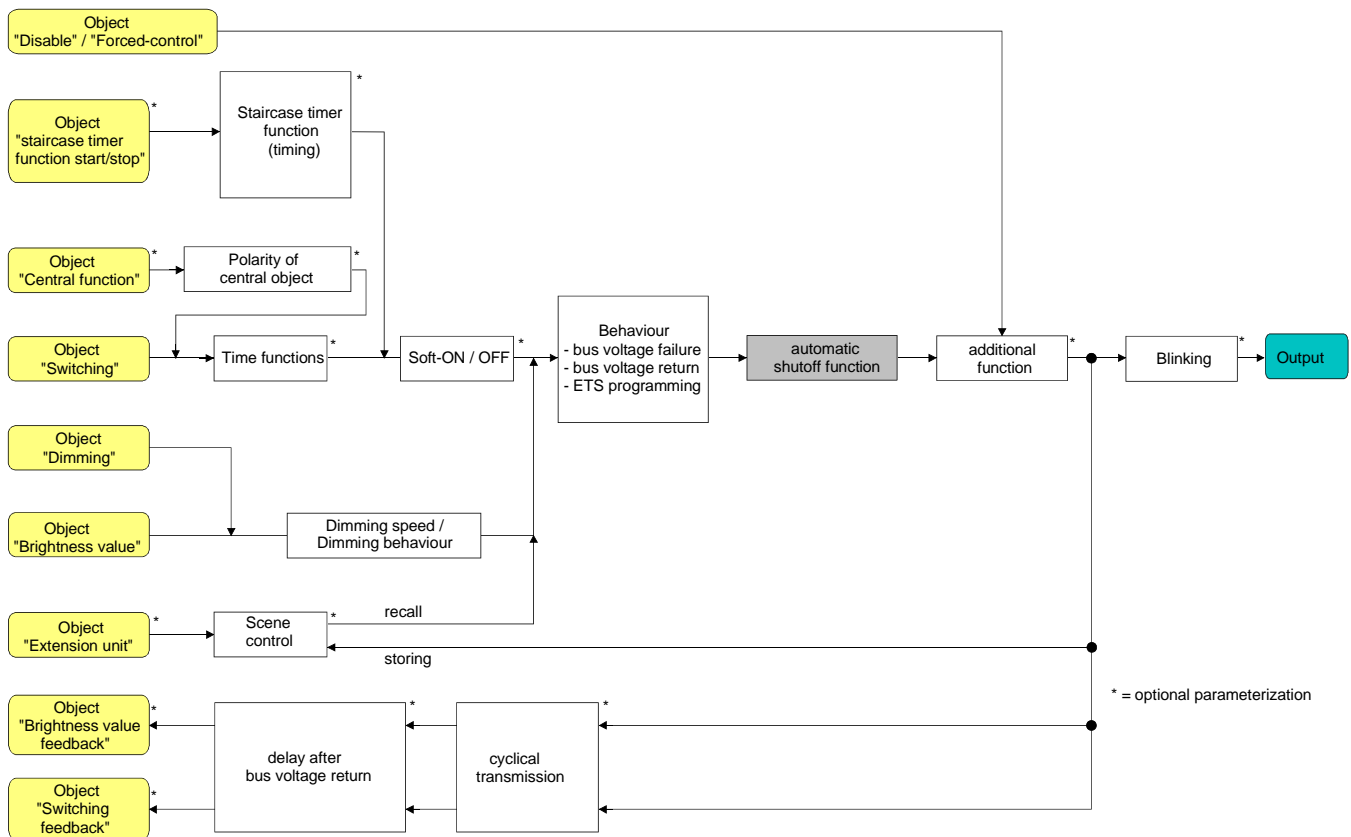 Object
"Disable" / "Forced-control"
*
Staircase timer
function
(timing)
*
Object
"staircase timer
function start/stop"
*
Object
"Central function"
*
Polarity of
central object
*
Object
"Switching"
Time functions
*
Soft-ON / OFF
*
Behaviour
- bus voltage failure
- bus voltage return
- ETS programming
automatic
shutoff function
additional
function
*
Blinking
*
Output
Object
"Dimming"
Object
"Brightness value"
Dimming speed /
Dimming behaviour
Object
"Extension unit"
*
Scene
control
*
recall
storing
* = optional parameterization
Object
"Brightness value
feedback"
*
delay after
bus voltage return
*
cyclical
transmission
*
Object
"Switching
feedback"
*